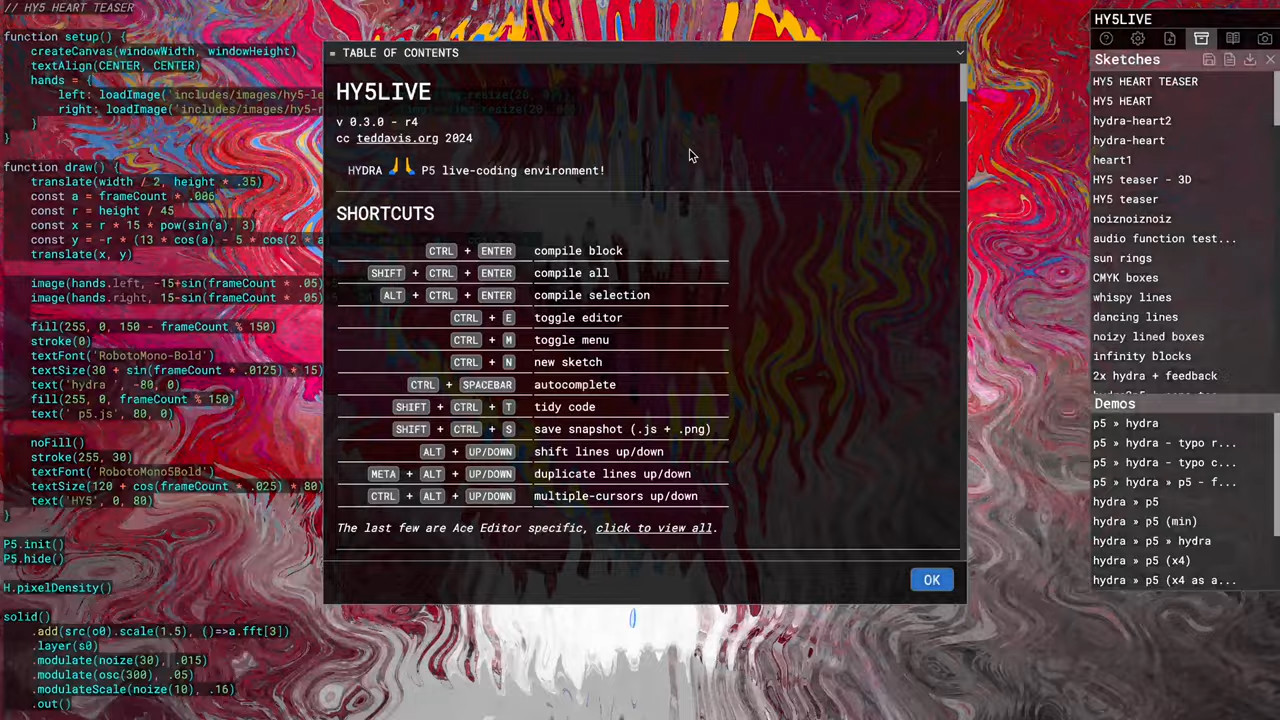 // HY5 HEART TEASER
function setup() {
createCanvas(windowWidth, windowHeight)
textAlign(CENTER, CENTER)
hands = {
left: loadImage('includes/images/hy5-le
right: loadImage('includes/images/hy5-r
}
}
function draw() {
translate(width / 2, height * .35)
const a = frameCount * .006
const r = height / 45
const x = r * 15 * pow(sin(a), 3)
const y = -r * (13 * cos(a) - 5 * cos(2 * a
translate(x, y)
image(hands.left, -15+sin(frameCount * .05)
image(hands.right, 15-sin(frameCount * .05)
fill(255, 0, 150 - frameCount % 150)
stroke(0)
textFont('RobotoMono-Bold')
textSize(30 + sin(frameCount * .0125) * 15)
text('hydra ', -80, 0)
fill(255, 0, frameCount % 150)
text(' p5.js', 80, 0)
noFill()
stroke(255, 30)
textFont('RobotoMono5Bold')
textSize(120 + cos(frameCount * .025) * 80)
text('HY5', 0, 80)
}
P5.init()
P5.hide()
H.pixelDensity()
solid()
.add(src(o0).scale(1.5), ()=>a.fft[3])
.layer(s0)
.modulate(noize(30), .015)
.modulate(osc(300), .05)
.modulateScale(noize(10), .16)
.out()
≡ TABLE OF CONTENTS
HY5LIVE
v 0.3.0 - r4
cc teddavis.org 2024
HYDRA 🙏 P5 live-coding environment!
SHORTCUTS
CTRL + ENTER compile block
SHIFT + CTRL + ENTER compile all
ALT + CTRL + ENTER compile selection
CTRL + E toggle editor
CTRL + M toggle menu
CTRL + N new sketch
CTRL + SPACEBAR autocomplete
SHIFT + CTRL + T tidy code
SHIFT + CTRL + S save snapshot (.js + .png)
ALT + UP/DOWN shift lines up/down
META + ALT + UP/DOWN duplicate lines up/down
CTRL + ALT + UP/DOWN multiple-cursors up/down
The last few are Ace Editor specific, click to view all.
OK
HY5LIVE
Sketches
HY5 HEART TEASER
HY5 HEART
hydra-heart2
hydra-heart
heart1
HY5 teaser - 3D
HY5 teaser
noiznoiznoiz
audio function test...
sun rings
CMYK boxes
whispy lines
dancing lines
noizy lined boxes
infinity blocks
2x hydra + feedback
Demos
p5 » hydra
p5 » hydra - typo r...
p5 » hydra - typo c...
p5 » hydra » p5 - f...
hydra » p5
hydra » p5 (min)
hydra » p5 » hydra
hydra » p5 (x4)
hydra » p5 (x4 as a...